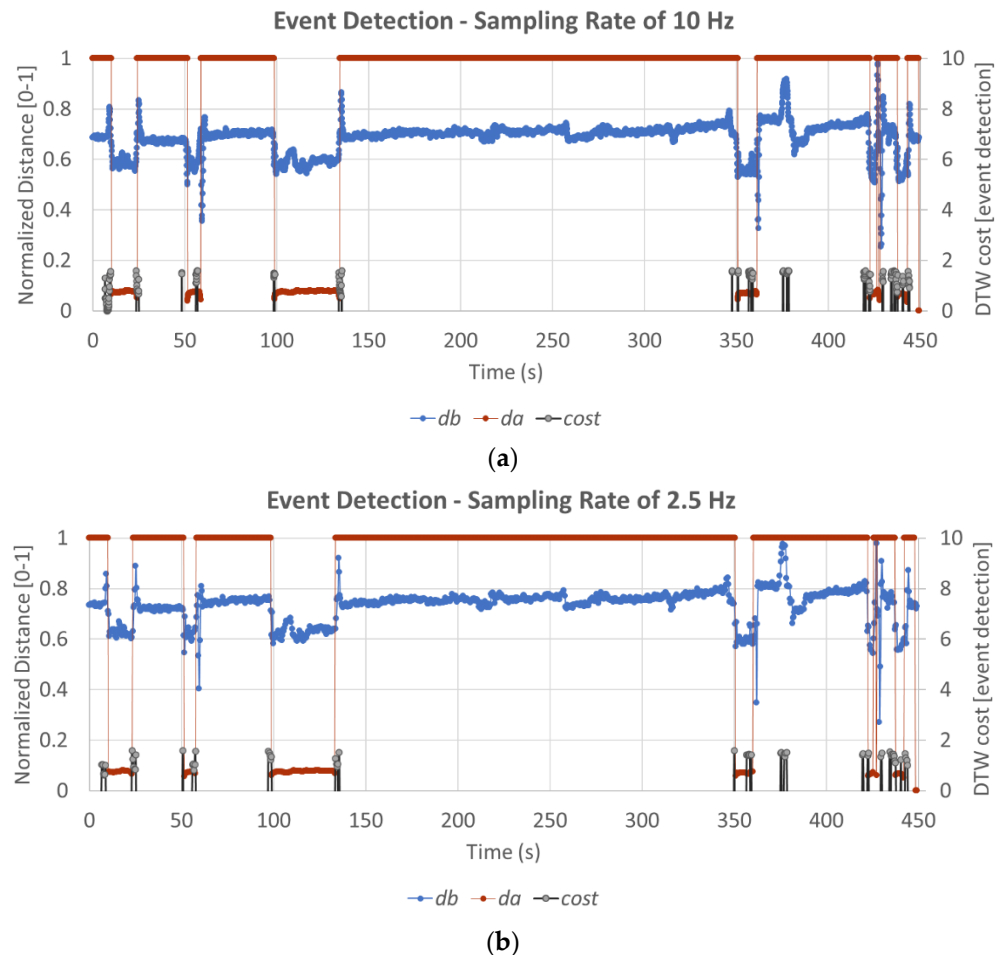 Event Detection - Sampling Rate of 10 Hz
Normalized Distance [0-1]
1
0.8
0.6
0.4
0.2
0
10
8
6
4
2
0
DTW cost [event detection]
0 50 100 150 200 250 300 350 400 450
Time (s)
db da cost
(a)
Event Detection - Sampling Rate of 2.5 Hz
Normalized Distance [0-1]
1
0.8
0.6
0.4
0.2
0
10
8
6
4
2
0
DTW cost [event detection]
0 50 100 150 200 250 300 350 400 450
Time (s)
db da cost
(b)